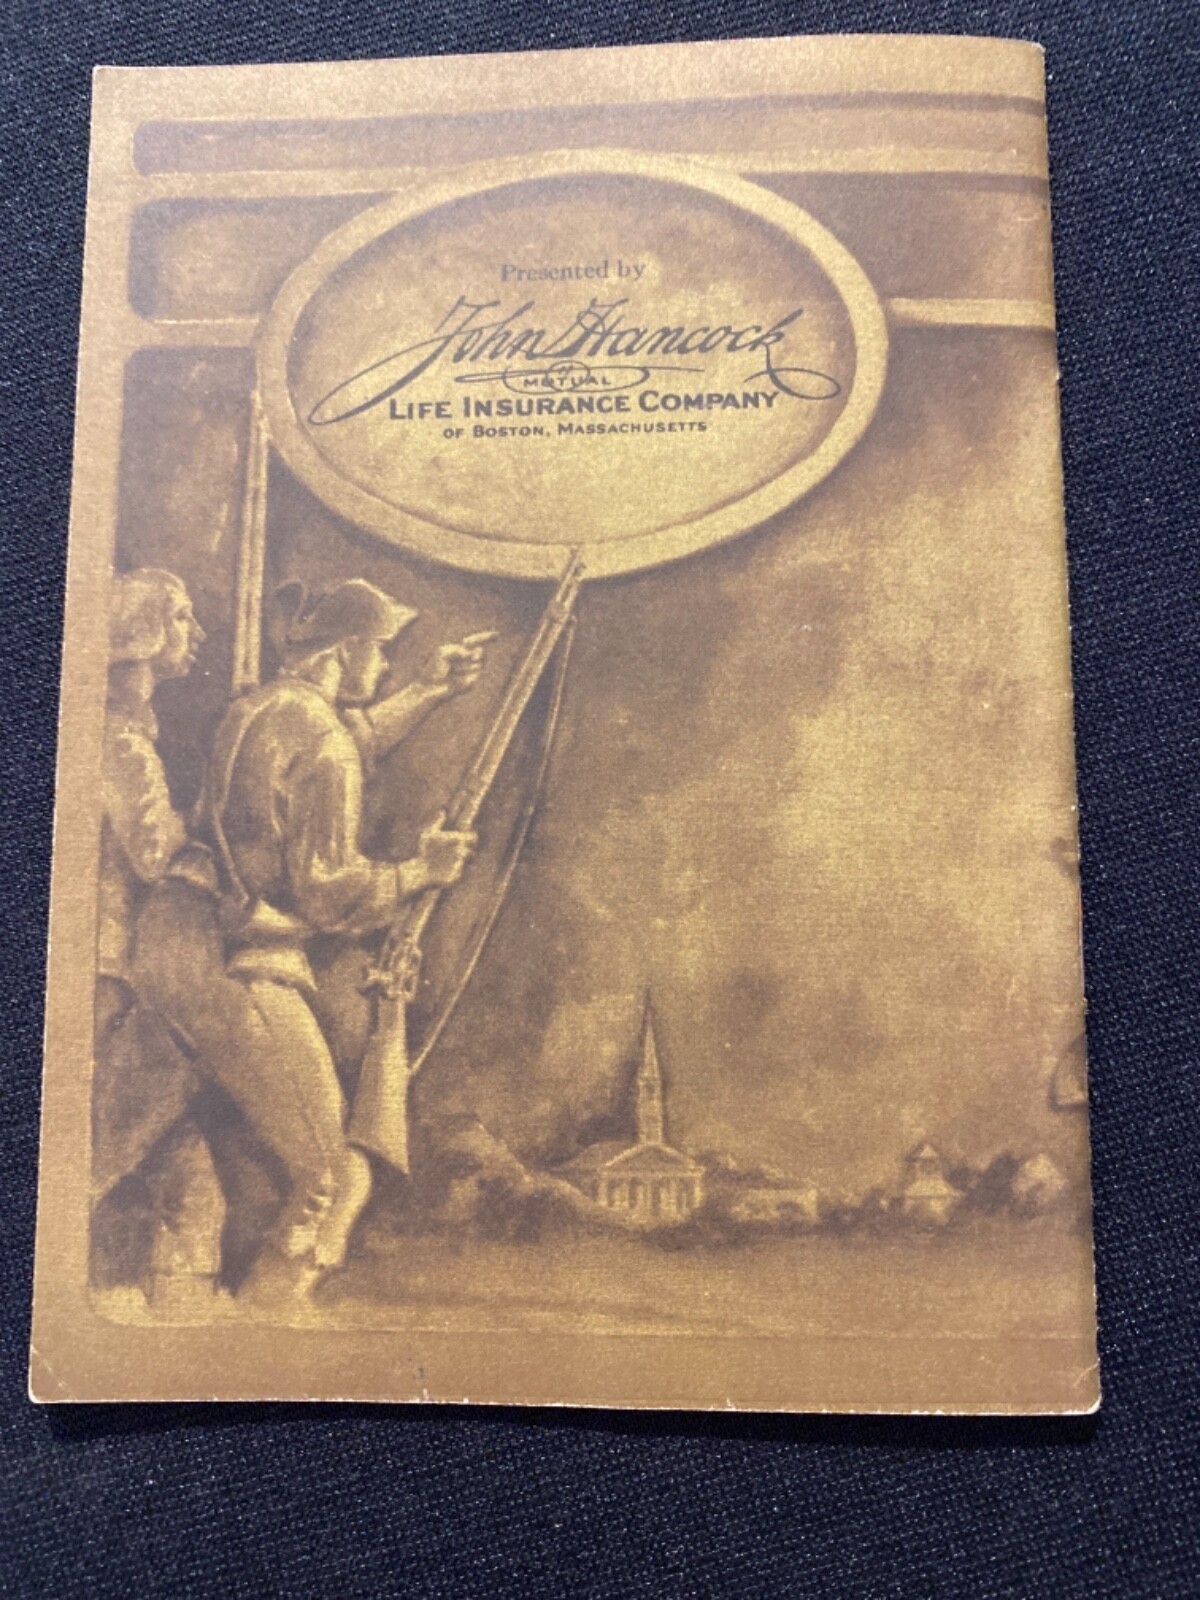 Presented by
John Hancock
MUTUAL
LIFE INSURANCE COMPANY
OF BOSTON, MASSACHUSETTS